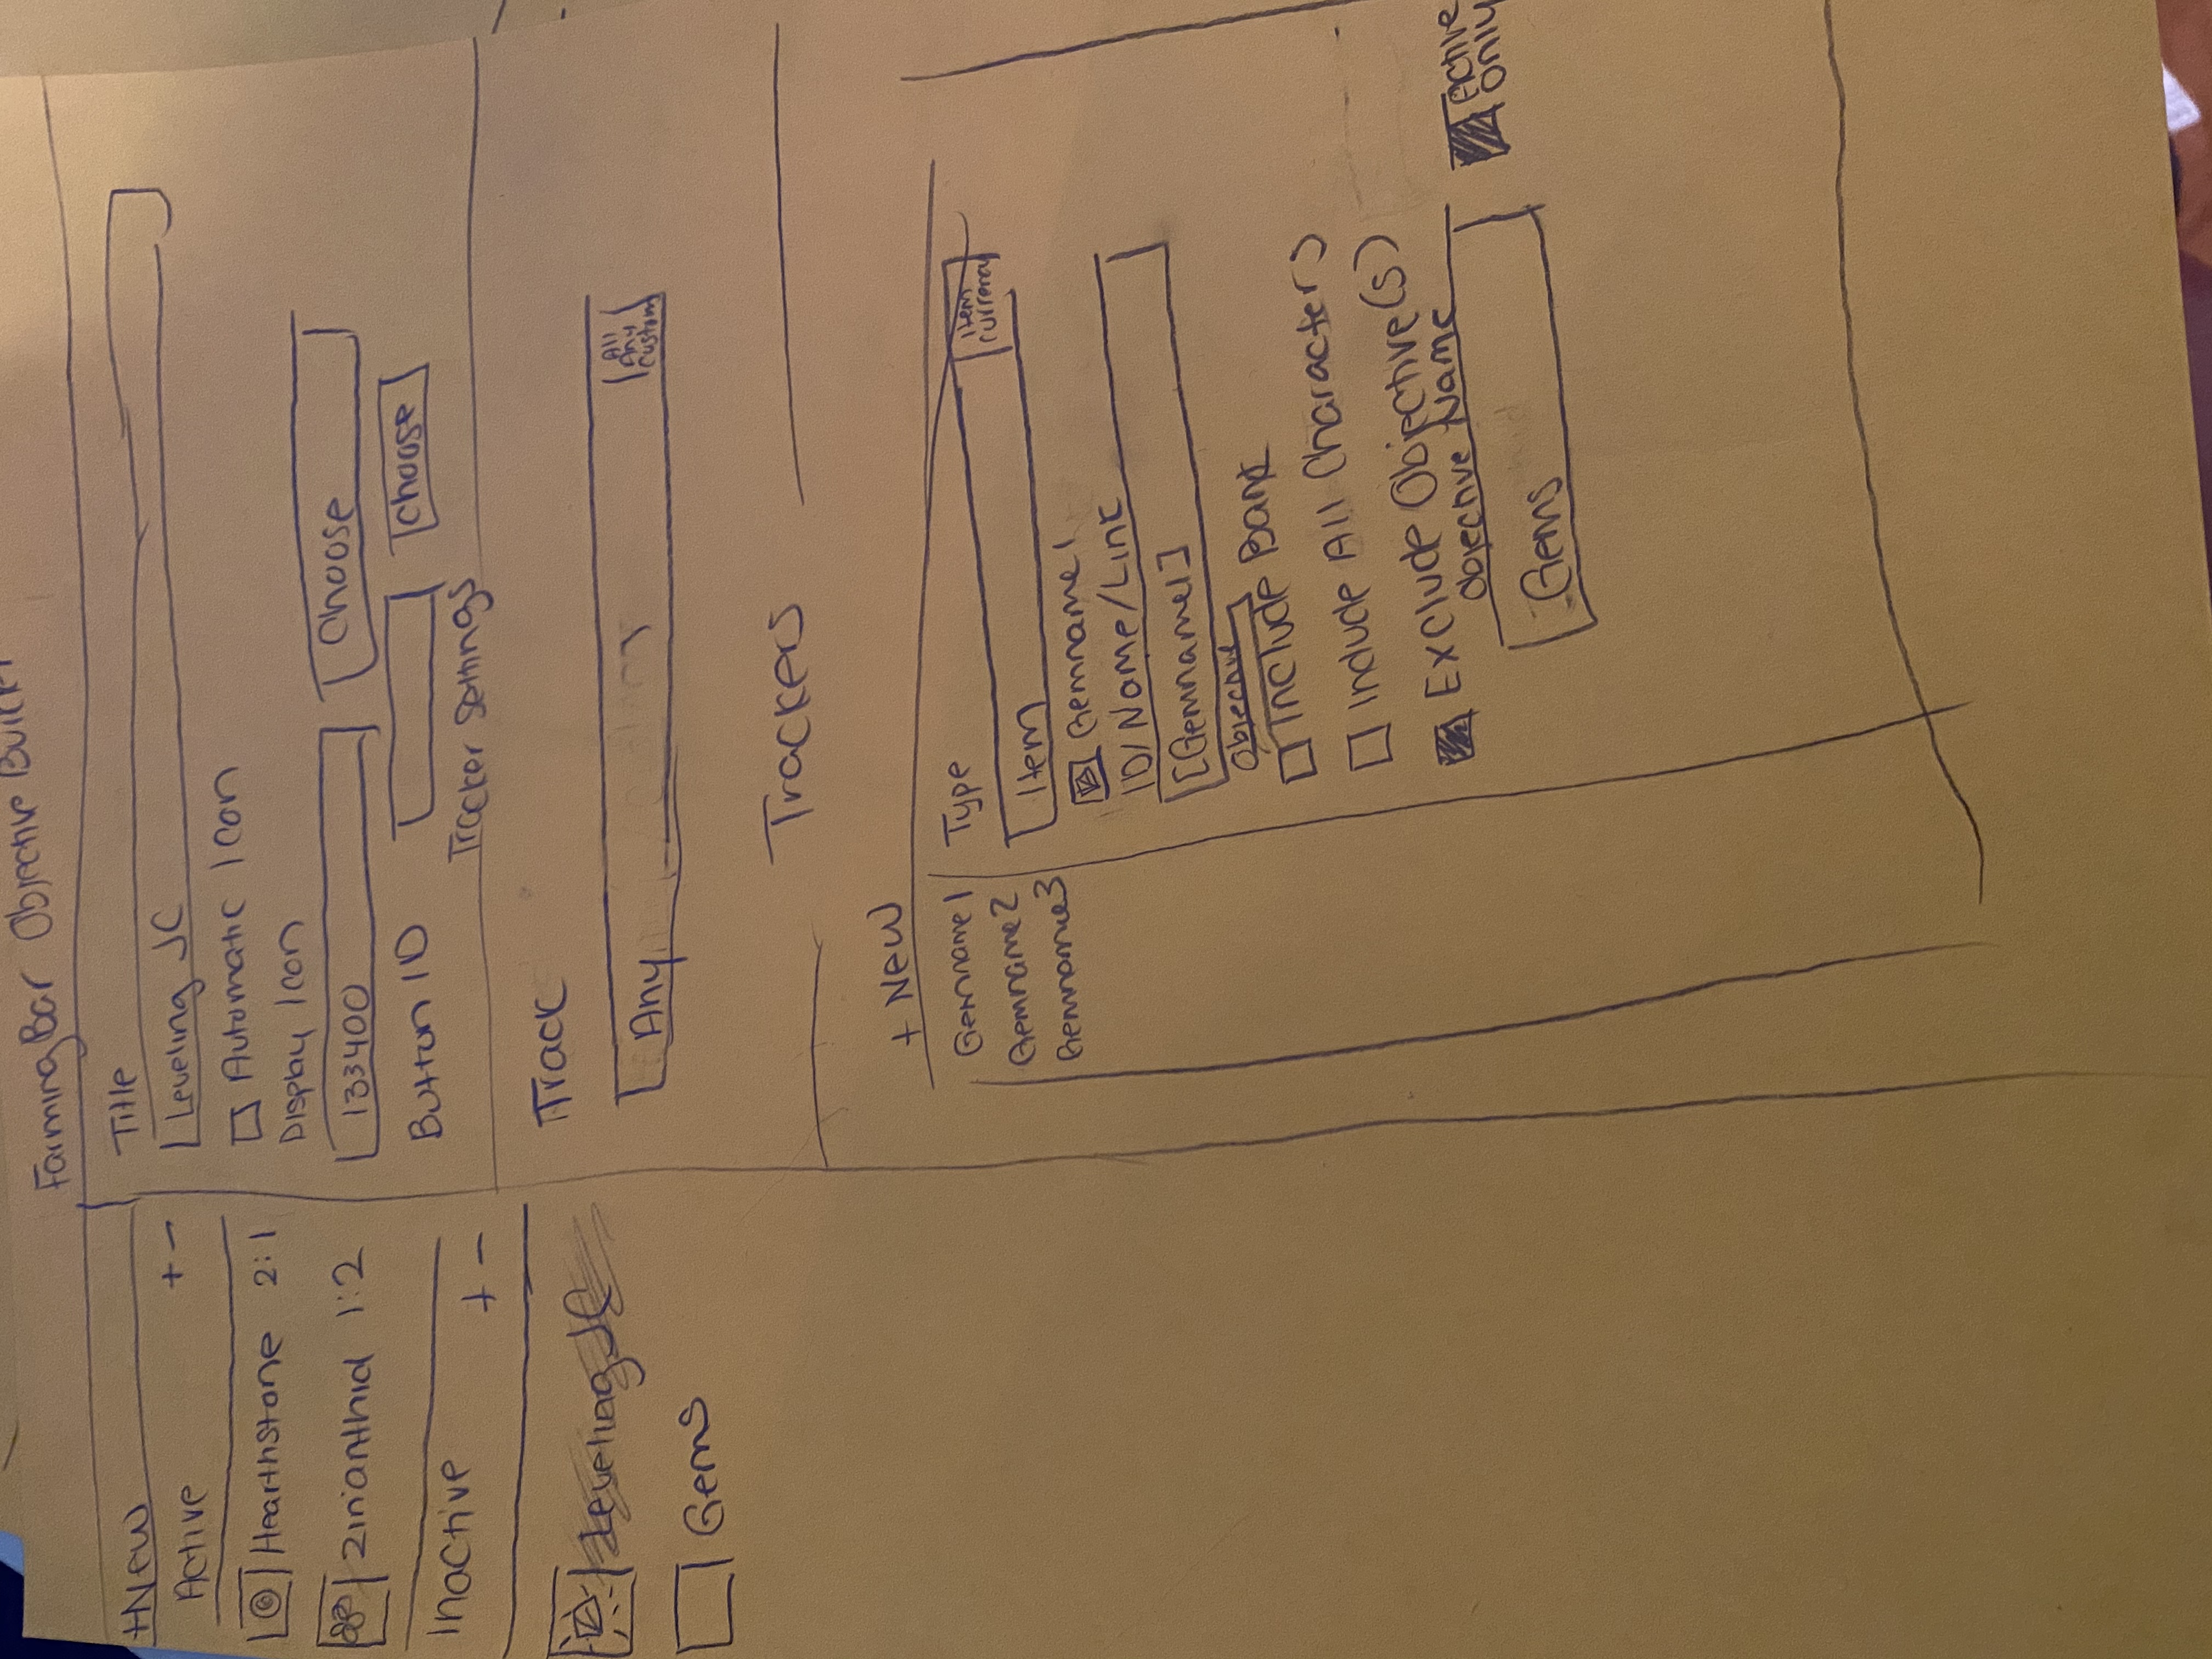 FarmingBar Objective Builder
+New
Active + -
Hearthstone 2:1
Zin'anthid 1:2
Inactive
+ -
Leveling JC
Gems
Title
Leveling JC
Automatic Icon
Display Icon
133400 Choose
Button ID Choose
Tracker Settings
Track
Any
All
Any
Custom
Trackers
+ New
Gemname1
Gemname2
Gemname3
Type
Item
Currency
Item
Gemname1
ID/Name/Link
[Gemname1]
Objective
Include Bank
Include All Characters
Exclude Objective(s)
Objective Name
Gems
Active
Only